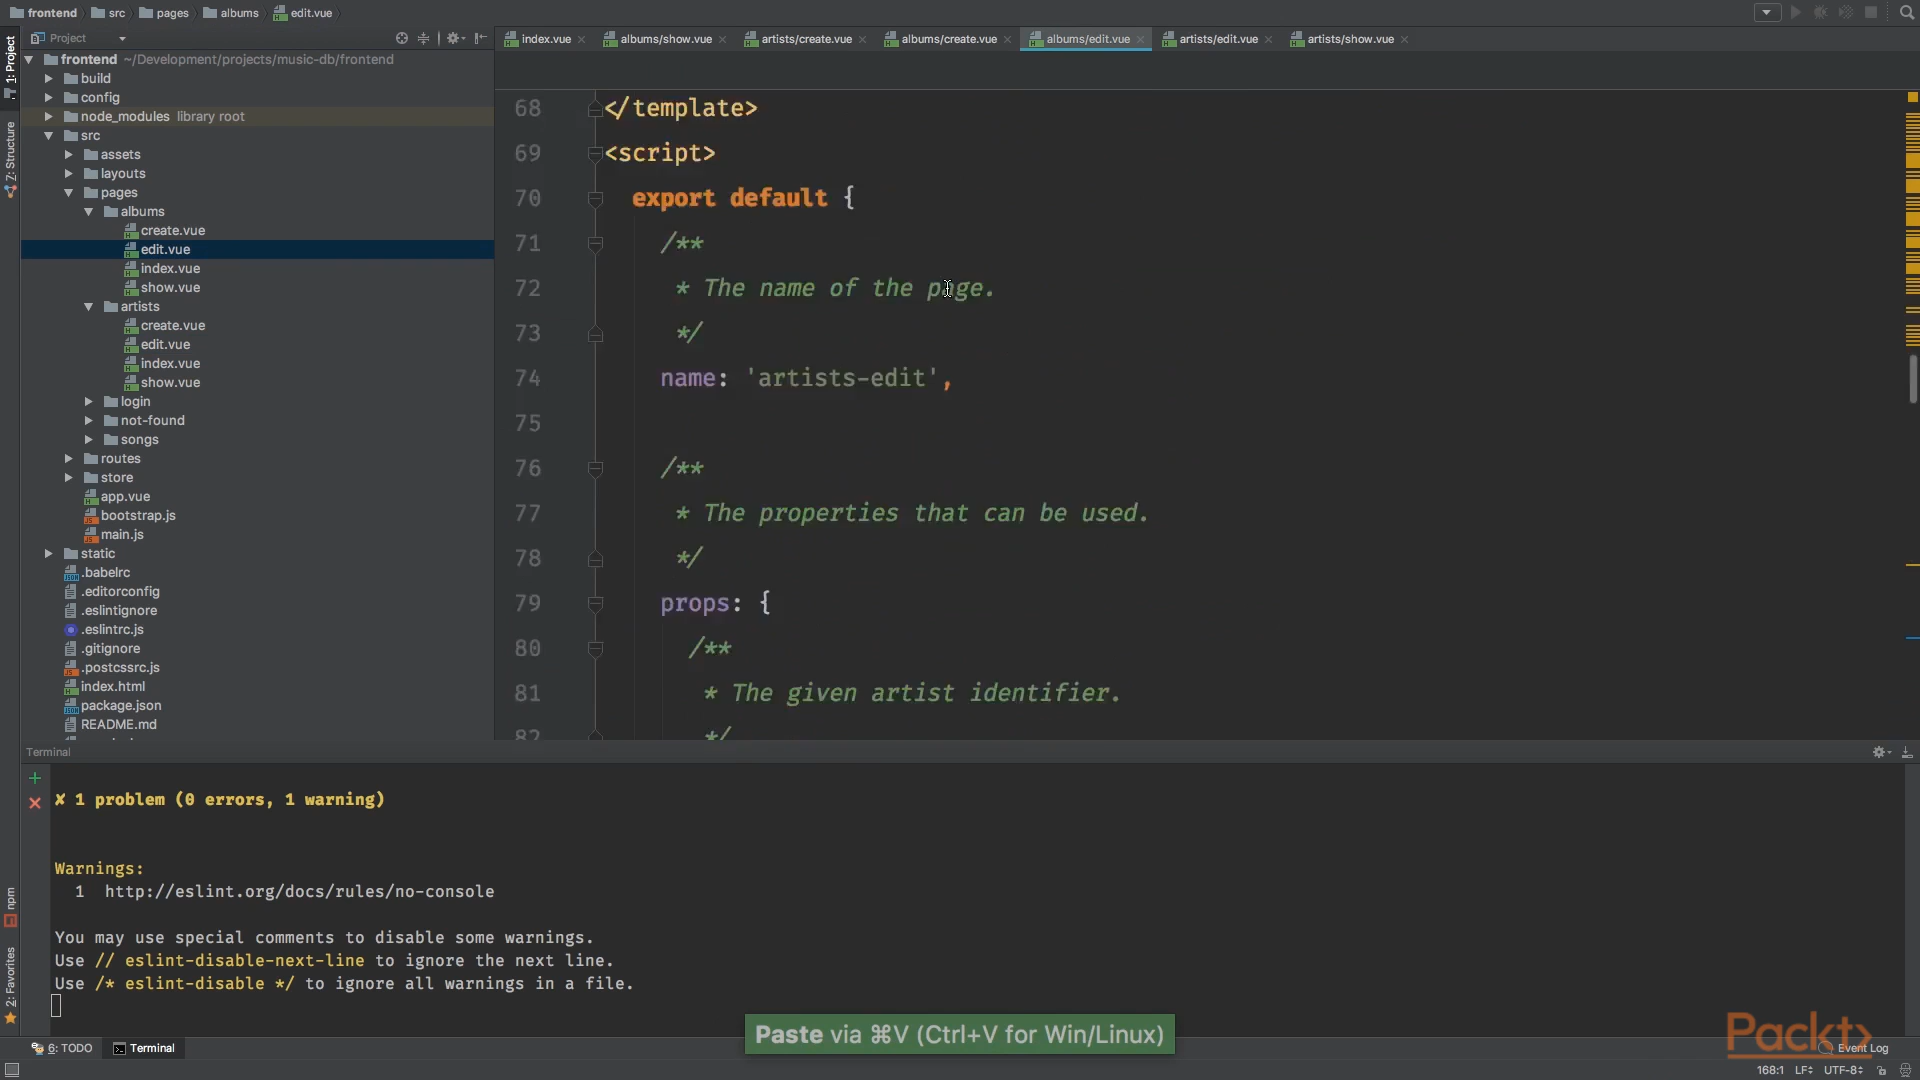 frontend src pages albums edit.vue
1: Project
Project
index.vue albums/show.vue artists/create.vue albums/create.vue albums/edit.vue artists/edit.vue artists/show.vue
frontend ~/Development/projects/music-db/frontend
build
config
node_modules library root
src
assets
layouts
pages
albums
create.vue
edit.vue
index.vue
show.vue
artists
create.vue
edit.vue
index.vue
show.vue
login
not-found
songs
routes
store
app.vue
bootstrap.js
main.js
static
.babelrc
.editorconfig
.eslintignore
.eslintrc.js
.gitignore
.postcssrc.js
index.html
package.json
README.md
Z: Structure
npm
2: Favorites
68 </template>
69 <script>
70 export default {
71 /**
72 * The name of the page.
73 */
74 name: 'artists-edit',
75
76 /**
77 * The properties that can be used.
78 */
79 props: {
80 /**
81 * The given artist identifier.
82 */
Terminal
✘ 1 problem (0 errors, 1 warning)
Warnings:
1 http://eslint.org/docs/rules/no-console
You may use special comments to disable some warnings.
Use // eslint-disable-next-line to ignore the next line.
Use /* eslint-disable */ to ignore all warnings in a file.
Paste via ⌘V (Ctrl+V for Win/Linux)
Packt>
6: TODO Terminal
Event Log
168:1 LF÷ UTF-8÷